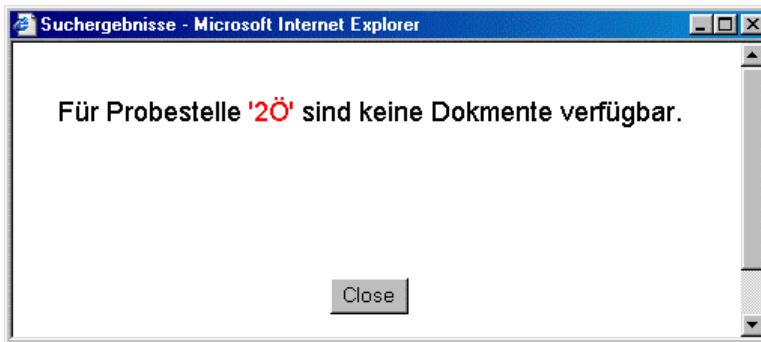 Suchergebnisse - Microsoft Internet Explorer
Für Probestelle '2Ö' sind keine Dokmente verfügbar.
Close